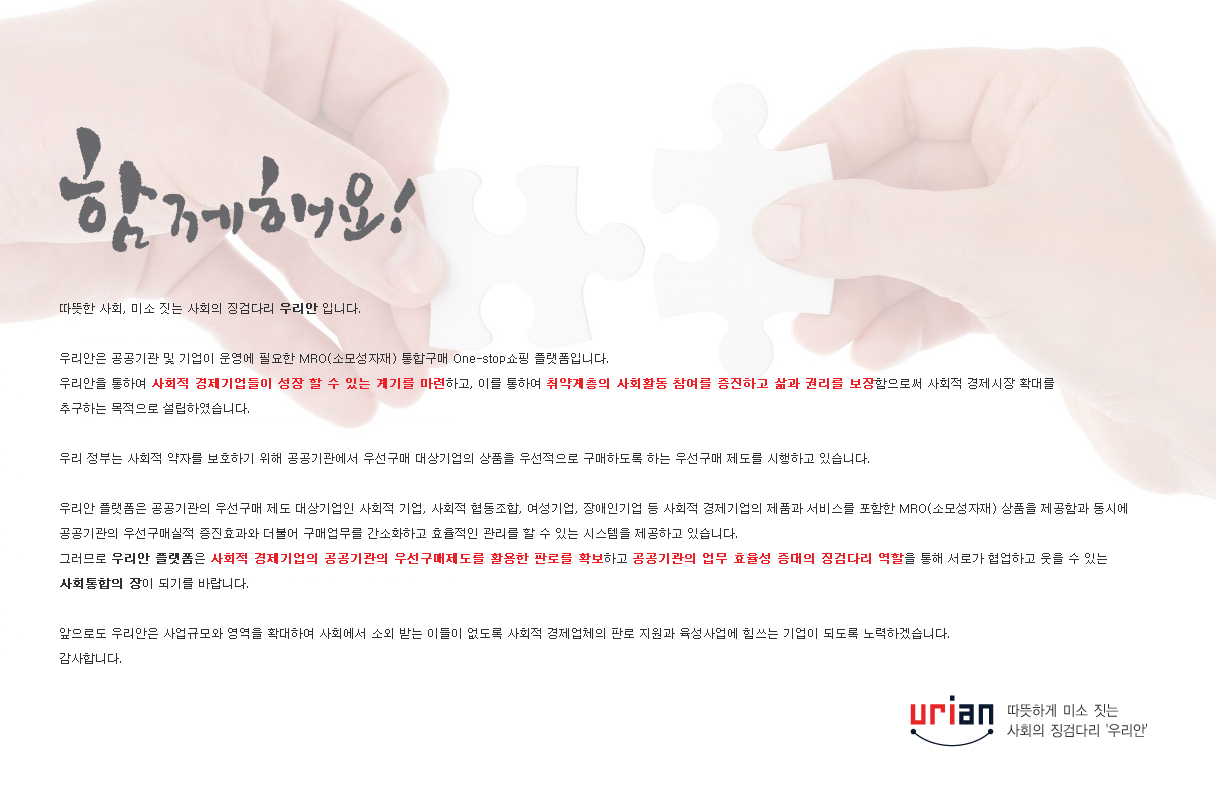 함께해요!
따뜻한 사회, 미소 짓는 사회의 징검다리 우리안 입니다.
우리안은 공공기관 및 기업이 운영에 필요한 MRO(소모성자재) 통합구매 One-stop쇼핑 플랫폼입니다.
우리안을 통하여 사회적 경제기업들이 성장 할 수 있는 계기를 마련하고, 이를 통하여 취약계층의 사회활동 참여를 증진하고 삶과 권리를 보장함으로써 사회적 경제시장 확대를
추구하는 목적으로 설립하였습니다.
우리 정부는 사회적 약자를 보호하기 위해 공공기관에서 우선구매 대상기업의 상품을 우선적으로 구매하도록 하는 우선구매 제도를 시행하고 있습니다.
우리안 플랫폼은 공공기관의 우선구매 제도 대상기업인 사회적 기업, 사회적 협동조합, 여성기업, 장애인기업 등 사회적 경제기업의 제품과 서비스를 포함한 MRO(소모성자재) 상품을 제공함과 동시에
공공기관의 우선구매실적 증진효과와 더불어 구매업무를 간소화하고 효율적인 관리를 할 수 있는 시스템을 제공하고 있습니다.
그러므로 우리안 플랫폼은 사회적 경제기업의 공공기관의 우선구매제도를 활용한 판로를 확보하고 공공기관의 업무 효율성 증대의 징검다리 역할을 통해 서로가 협업하고 웃을 수 있는
사회통합의 장이 되기를 바랍니다.
앞으로도 우리안은 사업규모와 영역을 확대하여 사회에서 소외 받는 이들이 없도록 사회적 경제업체의 판로 지원과 육성사업에 힘쓰는 기업이 되도록 노력하겠습니다.
감사합니다.
urian
따뜻하게 미소 짓는
사회의 징검다리 '우리안'